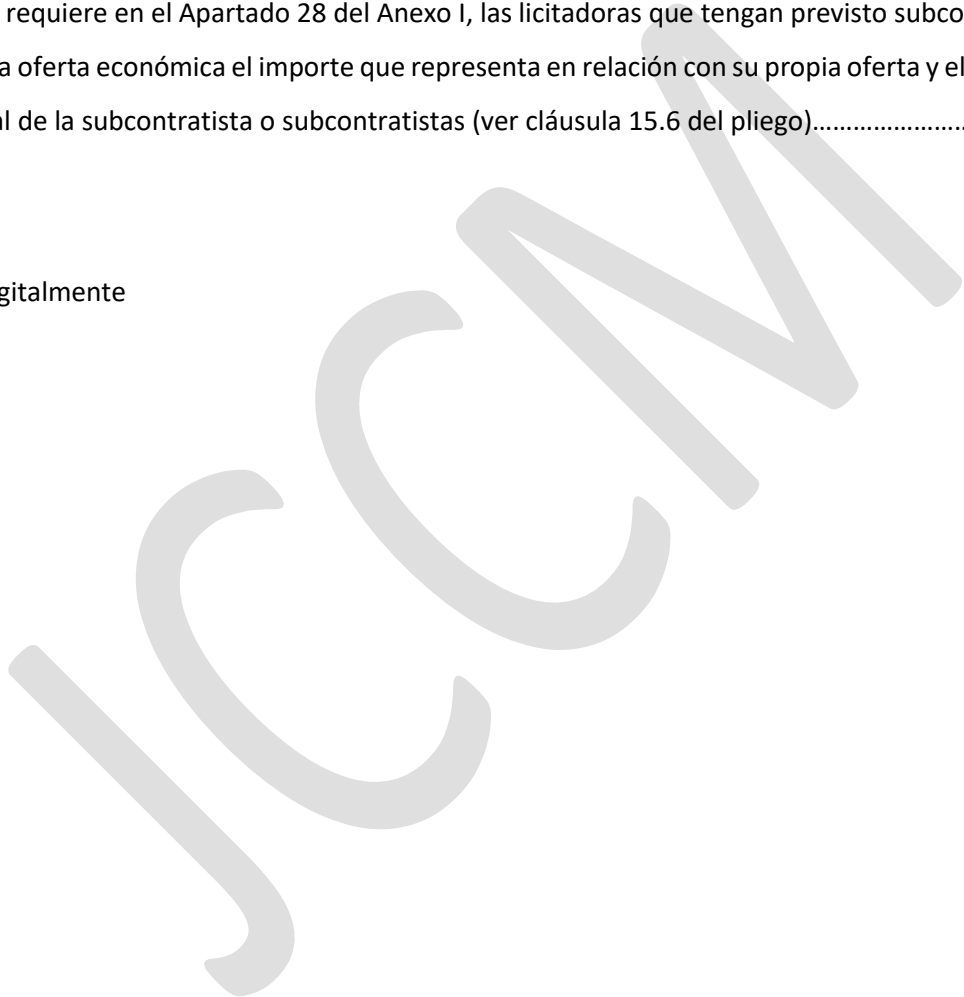 requiere en el Apartado 28 del Anexo I, las licitadoras que tengan previsto subco
a oferta económica el importe que representa en relación con su propia oferta y el
al de la subcontratista o subcontratistas (ver cláusula 15.6 del pliego)…………………….
gitalmente
JCCM